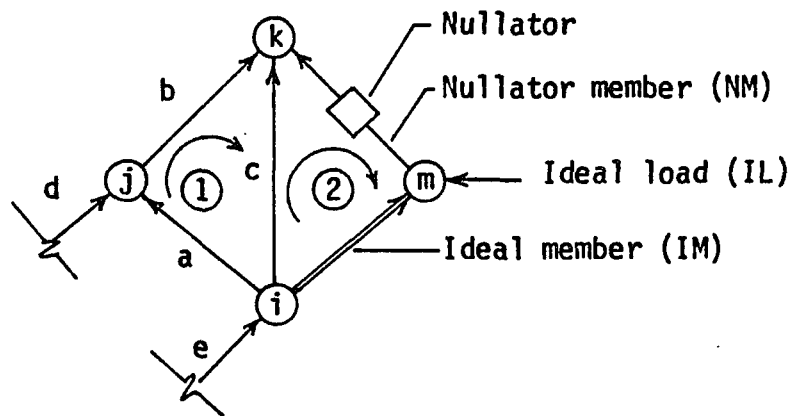 Nullator
k
b
Nullator member (NM)
d
j
1
c
2
m
Ideal load (IL)
a
Ideal member (IM)
i
e